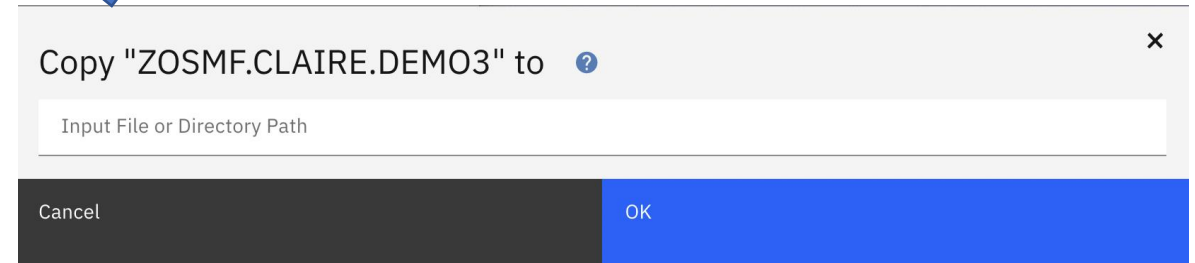 Copy "ZOSMF.CLAIRE.DEMO3" to ?
×
Input File or Directory Path
Cancel
OK